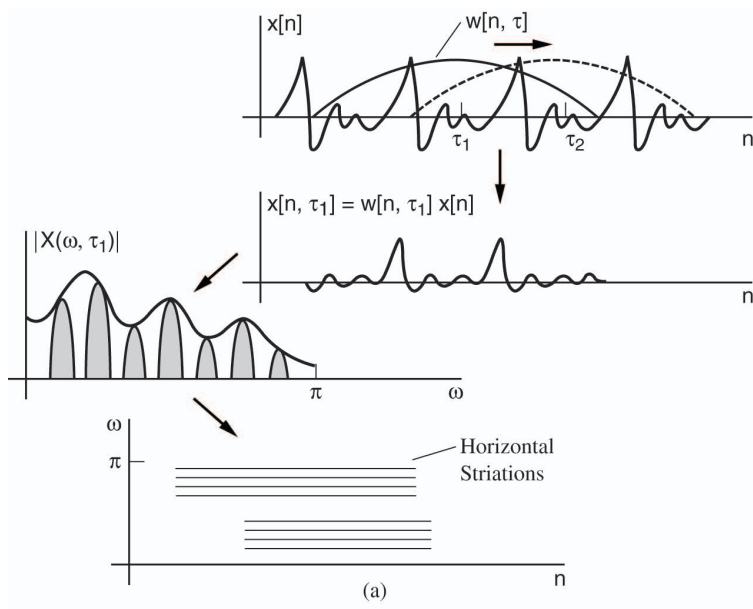 x[n]
w[n, τ]
τ₁
τ₂
n
x[n, τ₁] = w[n, τ₁] x[n]
n
|X(ω, τ₁)|
π
ω
ω
π
Horizontal
Striations
n
(a)